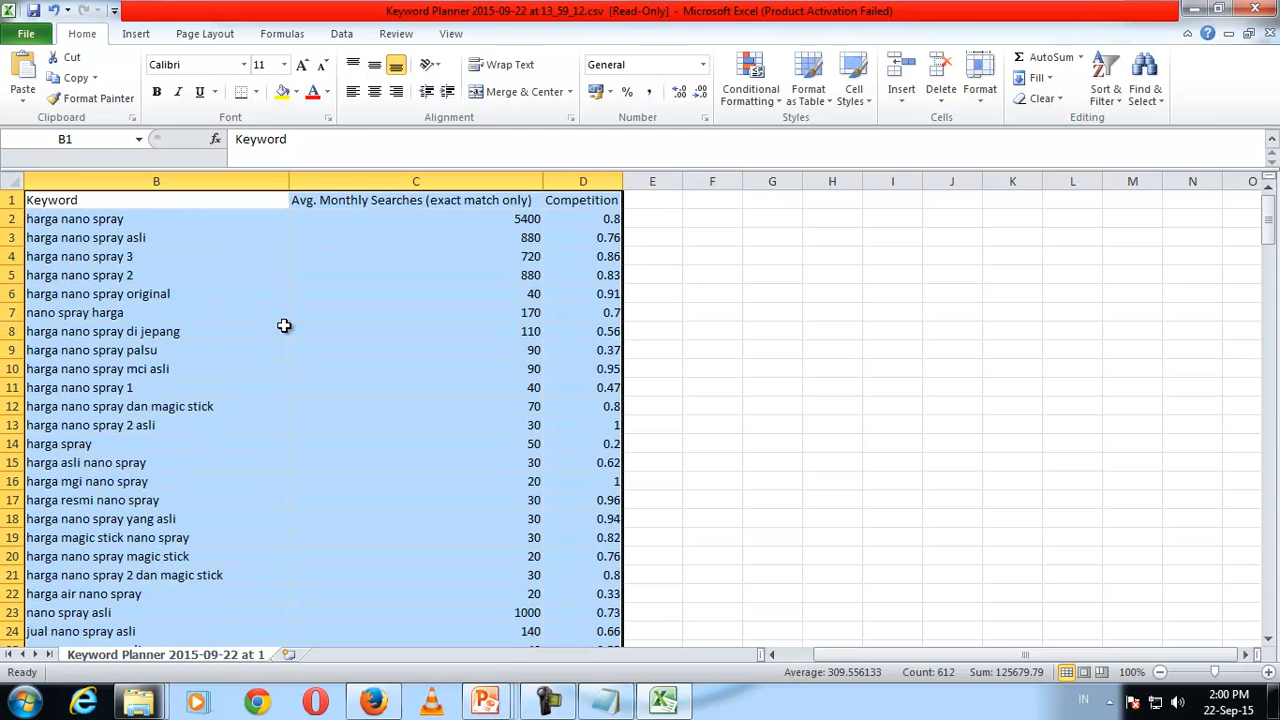 Keyword Planner 2015-09-22 at 13_59_12.csv [Read-Only] - Microsoft Excel (Product Activation Failed)
File Home Insert Page Layout Formulas Data Review View
Paste
Cut
Copy
Format Painter
Clipboard
Calibri 11
B I U
Font
Wrap Text
Merge & Center
Alignment
General
%
Number
Conditional Formatting
Format as Table
Cell Styles
Styles
Insert Delete Format
Cells
AutoSum
Fill
Clear
Sort & Filter
Find & Select
Editing
B1 fx Keyword
B C D E F G H I J K L M N O
1 Keyword Avg. Monthly Searches (exact match only) Competition
2 harga nano spray 5400 0.8
3 harga nano spray asli 880 0.76
4 harga nano spray 3 720 0.86
5 harga nano spray 2 880 0.83
6 harga nano spray original 40 0.91
7 nano spray harga 170 0.7
8 harga nano spray di jepang 110 0.56
9 harga nano spray palsu 90 0.37
10 harga nano spray mci asli 90 0.95
11 harga nano spray 1 40 0.47
12 harga nano spray dan magic stick 70 0.8
13 harga nano spray 2 asli 30 1
14 harga spray 50 0.2
15 harga asli nano spray 30 0.62
16 harga mgi nano spray 20 1
17 harga resmi nano spray 30 0.96
18 harga nano spray yang asli 30 0.94
19 harga magic stick nano spray 30 0.82
20 harga nano spray magic stick 20 0.76
21 harga nano spray 2 dan magic stick 30 0.8
22 harga air nano spray 20 0.33
23 nano spray asli 1000 0.73
24 jual nano spray asli 140 0.66
Keyword Planner 2015-09-22 at 1
Ready Average: 309.556133 Count: 612 Sum: 125679.79 100%
IN
2:00 PM
22-Sep-15